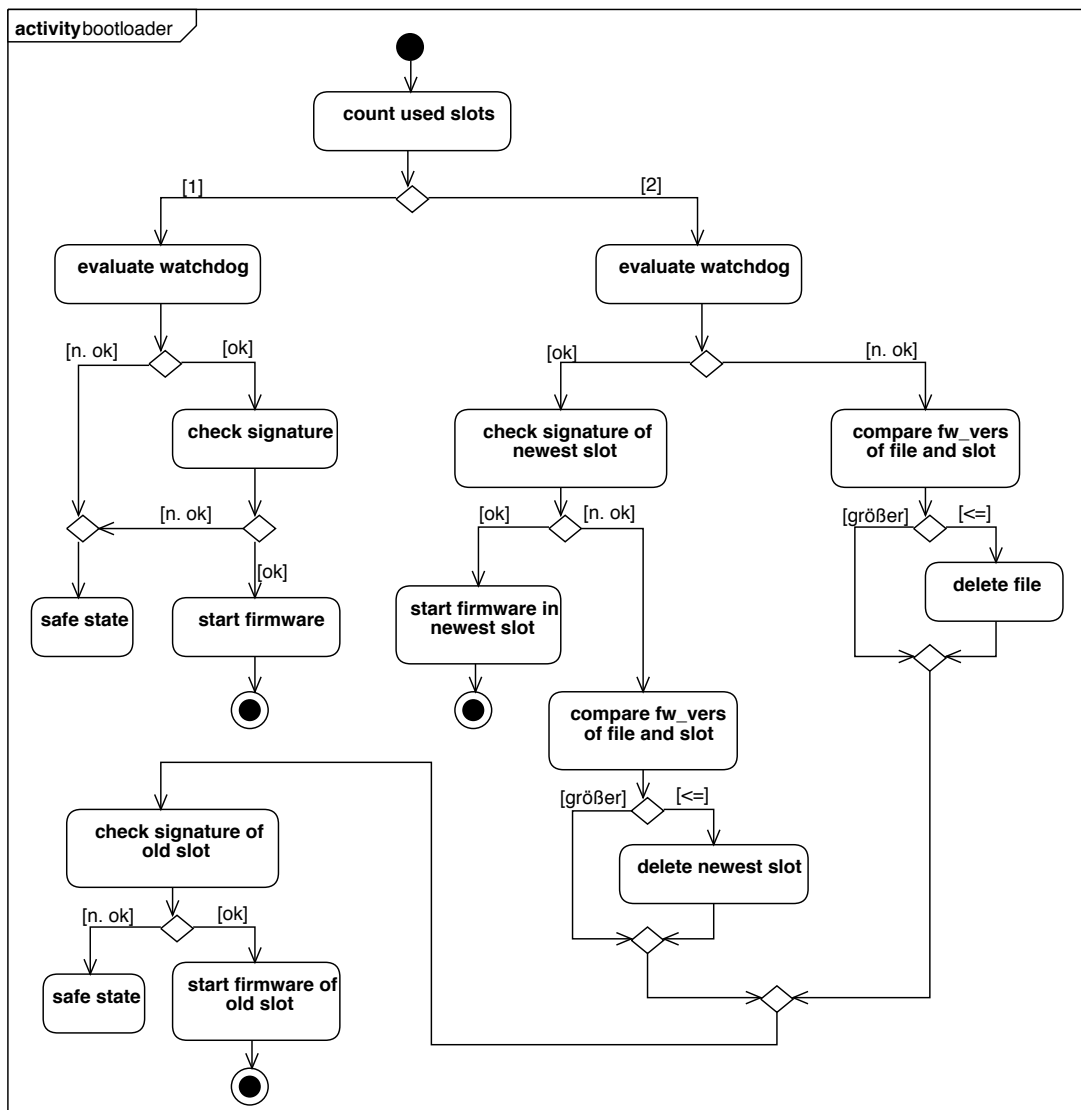 activity bootloader
count used slots
[1]
[2]
evaluate watchdog
evaluate watchdog
[n. ok]
[ok]
[ok]
[n. ok]
check signature
check signature of
newest slot
compare fw_vers
of file and slot
[n. ok]
[ok]
[n. ok]
[größer]
[<=]
[ok]
delete file
safe state
start firmware
start firmware in
newest slot
compare fw_vers
of file and slot
[größer]
[<=]
check signature of
old slot
delete newest slot
[n. ok]
[ok]
safe state
start firmware of
old slot